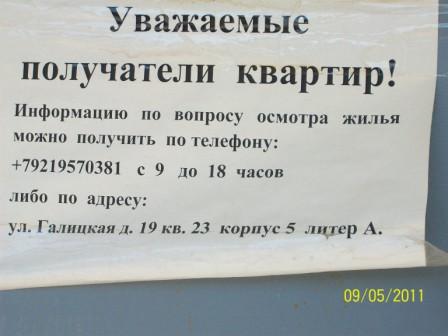 Уважаемые
получатели квартир!
Информацию по вопросу осмотра жилья
можно получить по телефону:
+79219570381 с 9 до 18 часов
либо по адресу:
ул. Галицкая д. 19 кв. 23 корпус 5 литер А.
09/05/2011